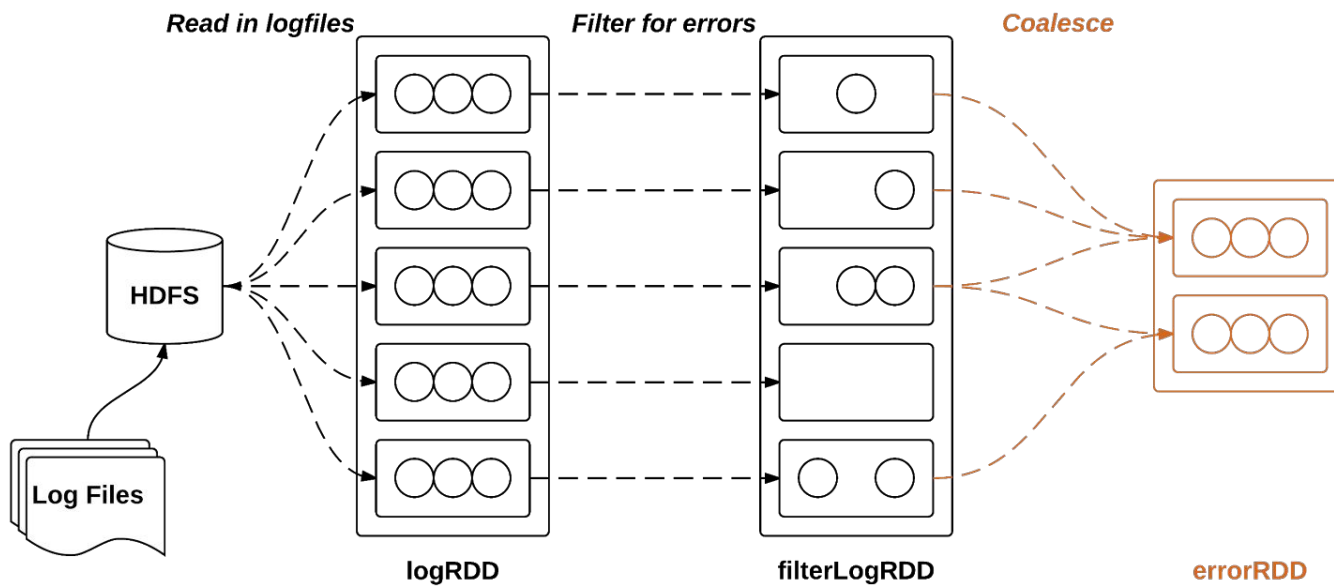 Read in logfiles
Filter for errors
Coalesce
HDFS
Log Files
logRDD
filterLogRDD
errorRDD